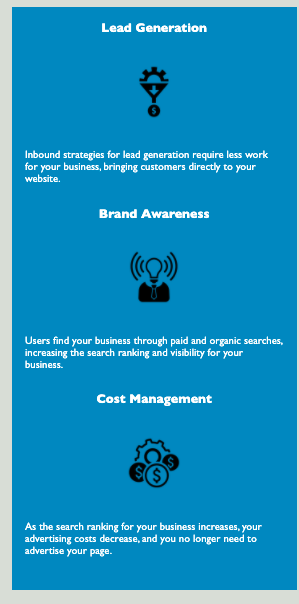 Lead Generation
Inbound strategies for lead generation require less work
for your business, bringing customers directly to your
website.
Brand Awareness
Users find your business through paid and organic searches,
increasing the search ranking and visibility for your
business.
Cost Management
As the search ranking for your business increases, your
advertising costs decrease, and you no longer need to
advertise your page.